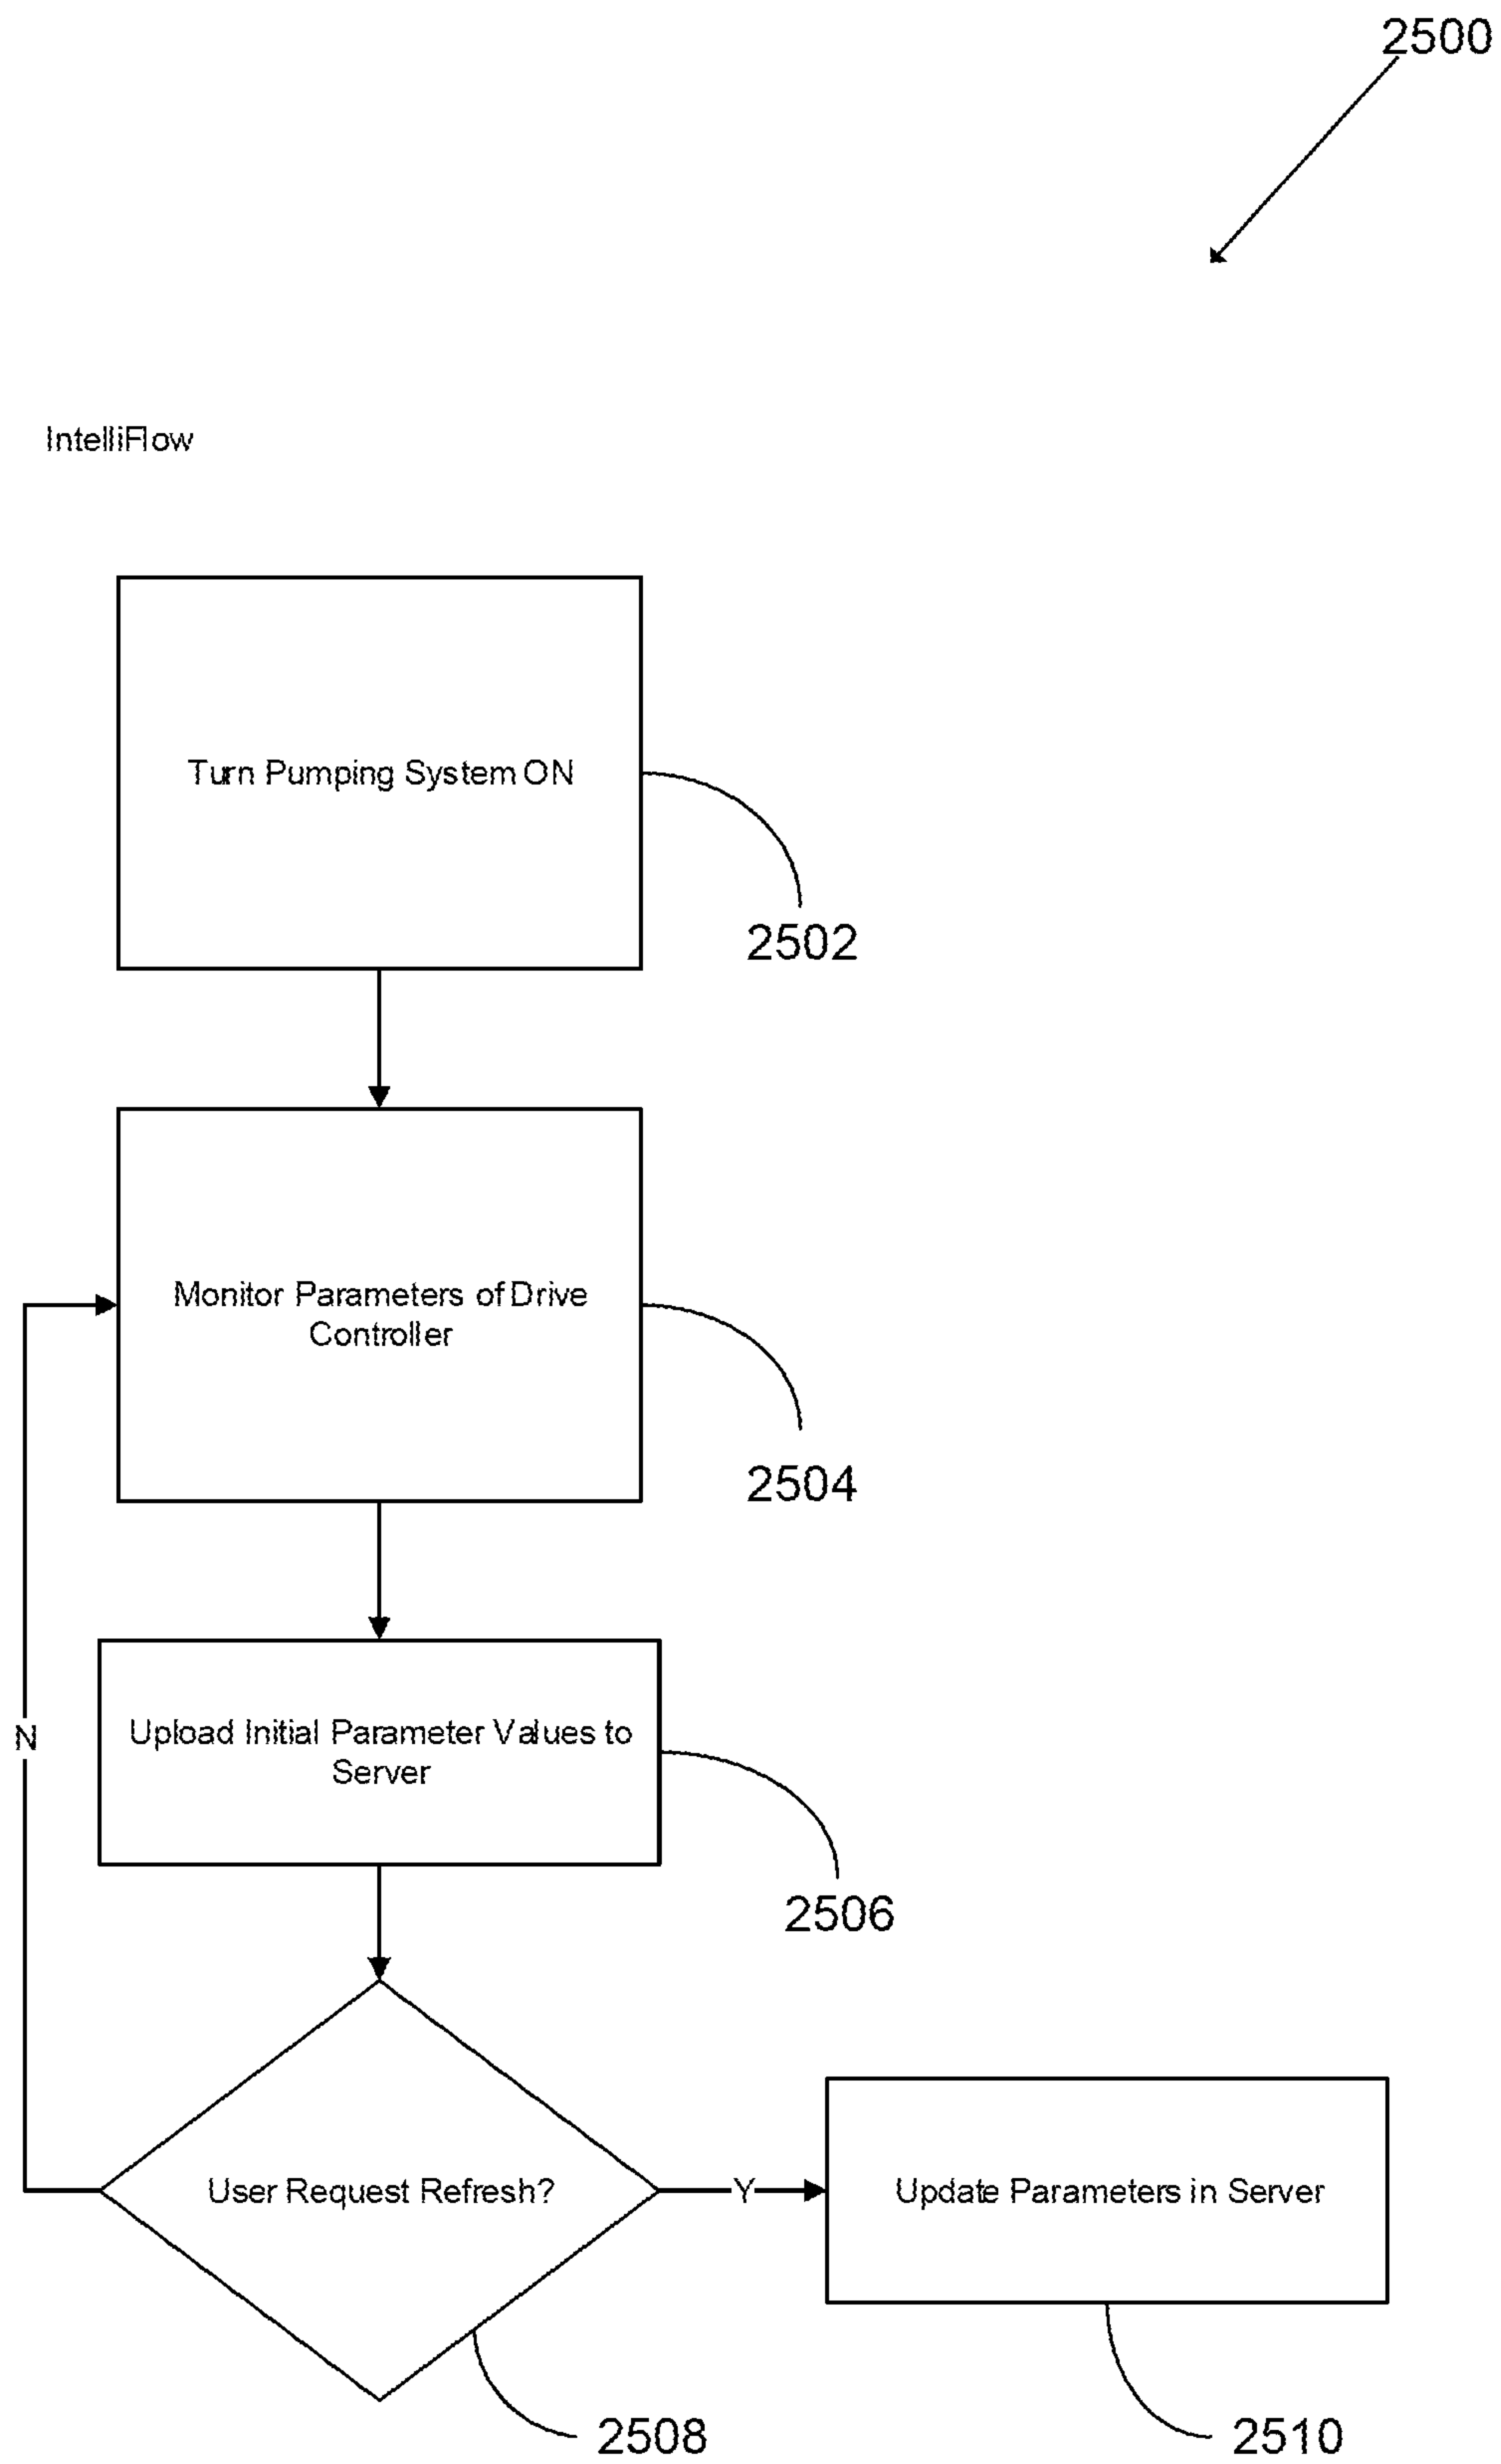 2500
IntelliFlow
Turn Pumping System ON
2502
Monitor Parameters of Drive
Controller
2504
Upload Initial Parameter Values to
Server
N
2506
User Request Refresh?
Y
Update Parameters in Server
2508
2510